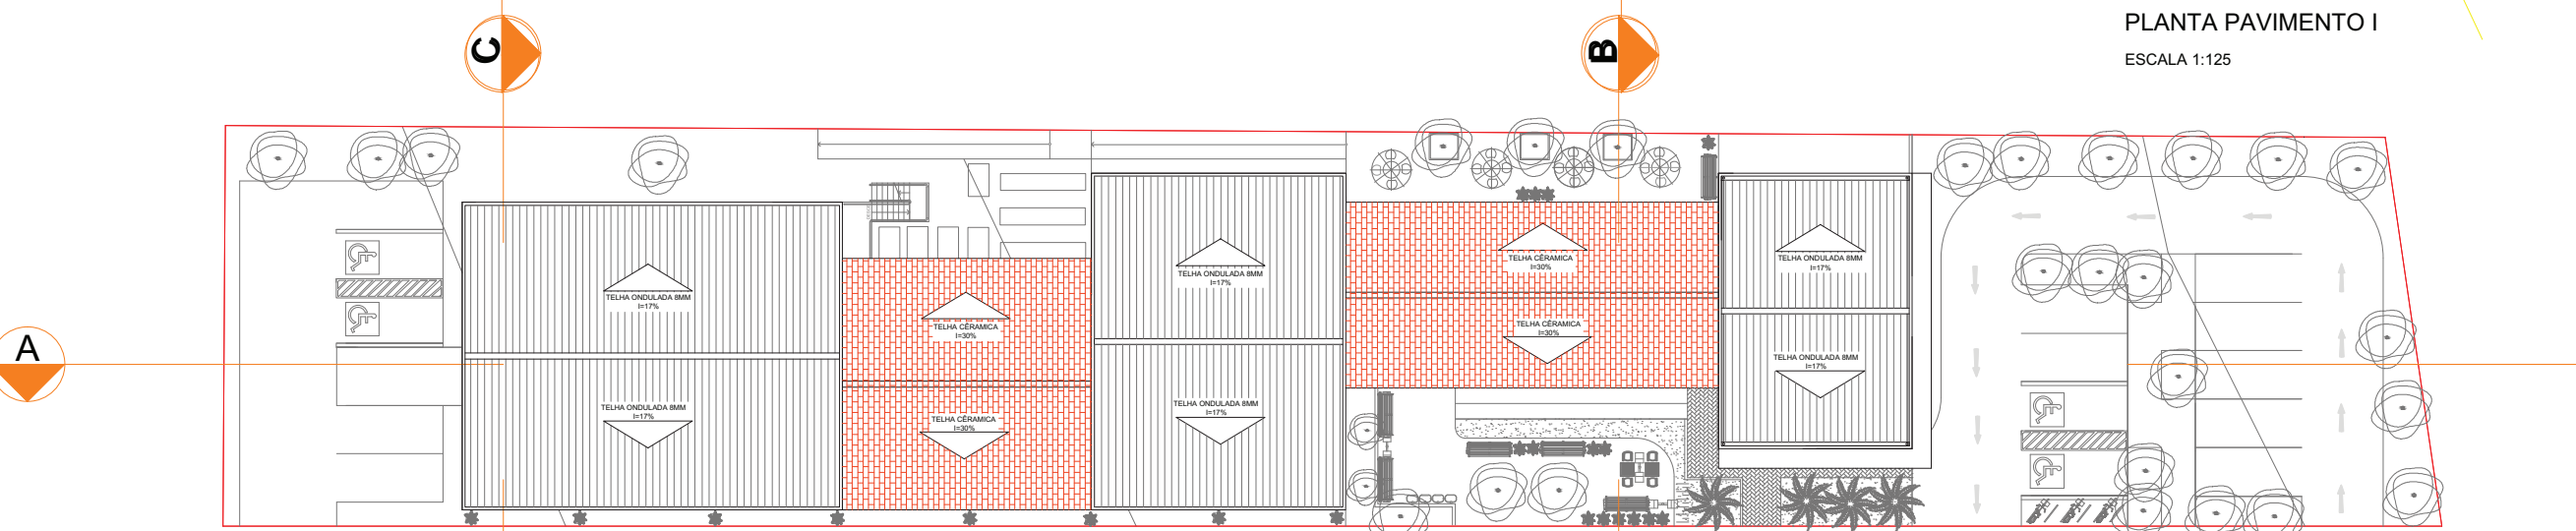 PLANTA PAVIMENTO I
ESCALA 1:125
C
B
A
TELHA ONDULADA 8MM
I=17%
TELHA ONDULADA 8MM
I=17%
TELHA CÊRAMICA
I=30%
TELHA CÊRAMICA
I=30%
TELHA ONDULADA 8MM
I=17%
TELHA ONDULADA 8MM
I=17%
TELHA CÊRAMICA
I=30%
TELHA CÊRAMICA
I=30%
TELHA ONDULADA 8MM
I=17%
TELHA ONDULADA 8MM
I=17%